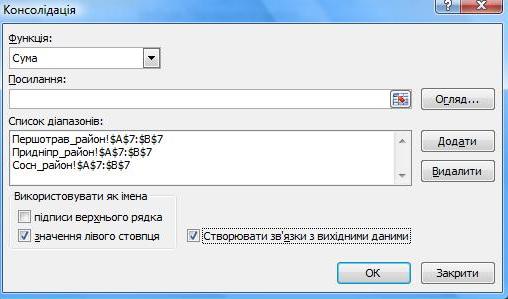 Консолідація
Функція:
Сума
Посилання:
Огляд...
Список діапазонів:
Першотрав_район!$A$7:$B$7
Придніпр_район!$A$7:$B$7
Сосн_район!$A$7:$B$7
Додати
Видалити
Використовувати як імена
підписи верхнього рядка
значення лівого стовпця
Створювати зв'язки з вихідними даними
ОК
Закрити